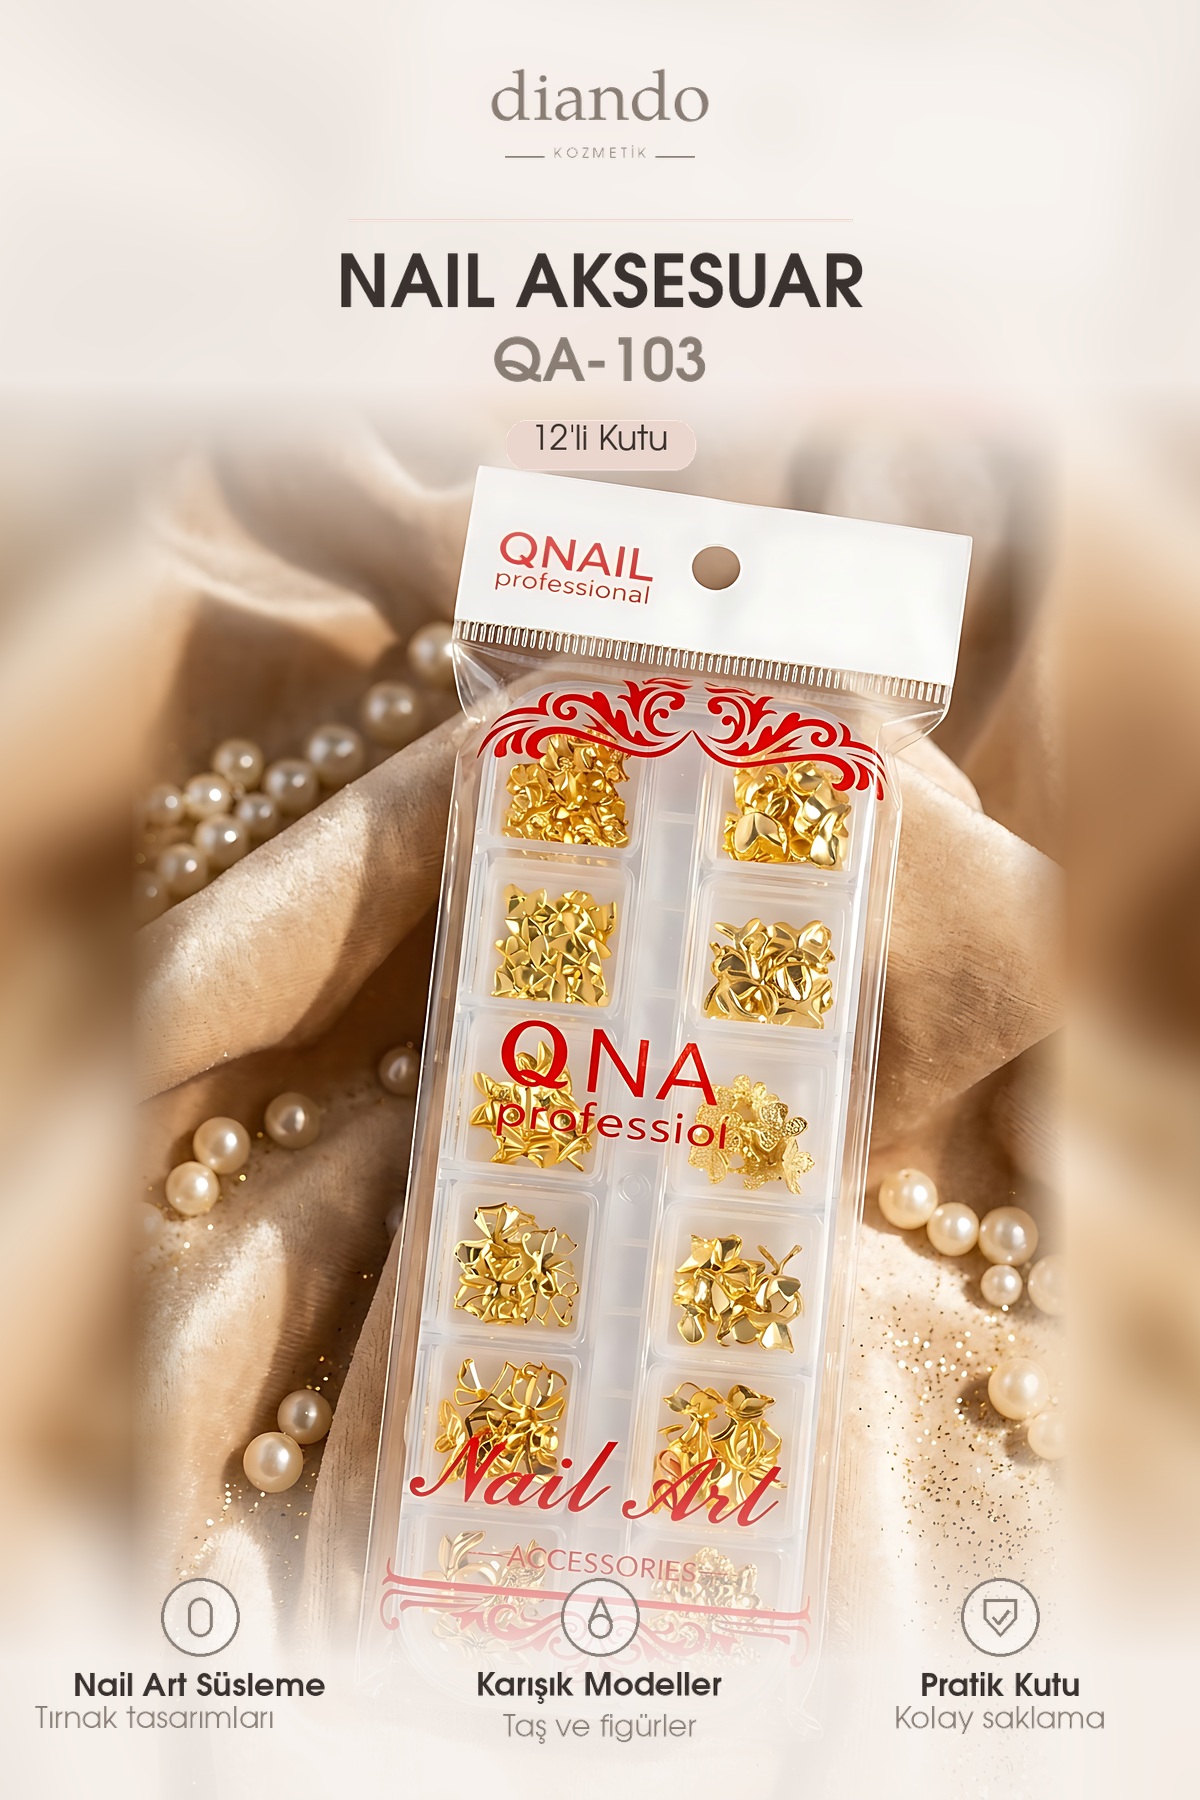 diando
KOZMETİK
NAIL AKSESUAR
QA-103
12'li Kutu
QNAIL
professional
QNA
professiol
Nail Art
ACCESSORIES
Nail Art Süsleme
Tırnak tasarımları
Karışık Modeller
Taş ve figürler
Pratik Kutu
Kolay saklama